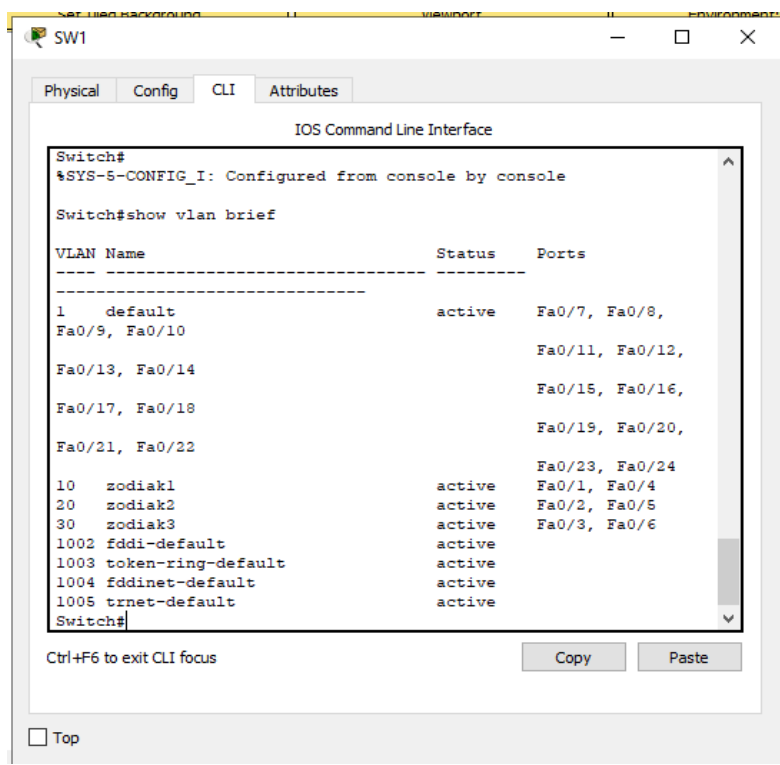 Set Tiled Background Viewport Environment:
SW1
Physical Config CLI Attributes
IOS Command Line Interface
Switch#
%SYS-5-CONFIG_I: Configured from console by console
Switch#show vlan brief
VLAN Name Status Ports
---- -------------------------------- ---------
-------------------------------
1 default active Fa0/7, Fa0/8,
Fa0/9, Fa0/10
Fa0/11, Fa0/12,
Fa0/13, Fa0/14
Fa0/15, Fa0/16,
Fa0/17, Fa0/18
Fa0/19, Fa0/20,
Fa0/21, Fa0/22
Fa0/23, Fa0/24
10 zodiak1 active Fa0/1, Fa0/4
20 zodiak2 active Fa0/2, Fa0/5
30 zodiak3 active Fa0/3, Fa0/6
1002 fddi-default active
1003 token-ring-default active
1004 fddinet-default active
1005 trnet-default active
Switch#
Ctrl+F6 to exit CLI focus Copy Paste
Top